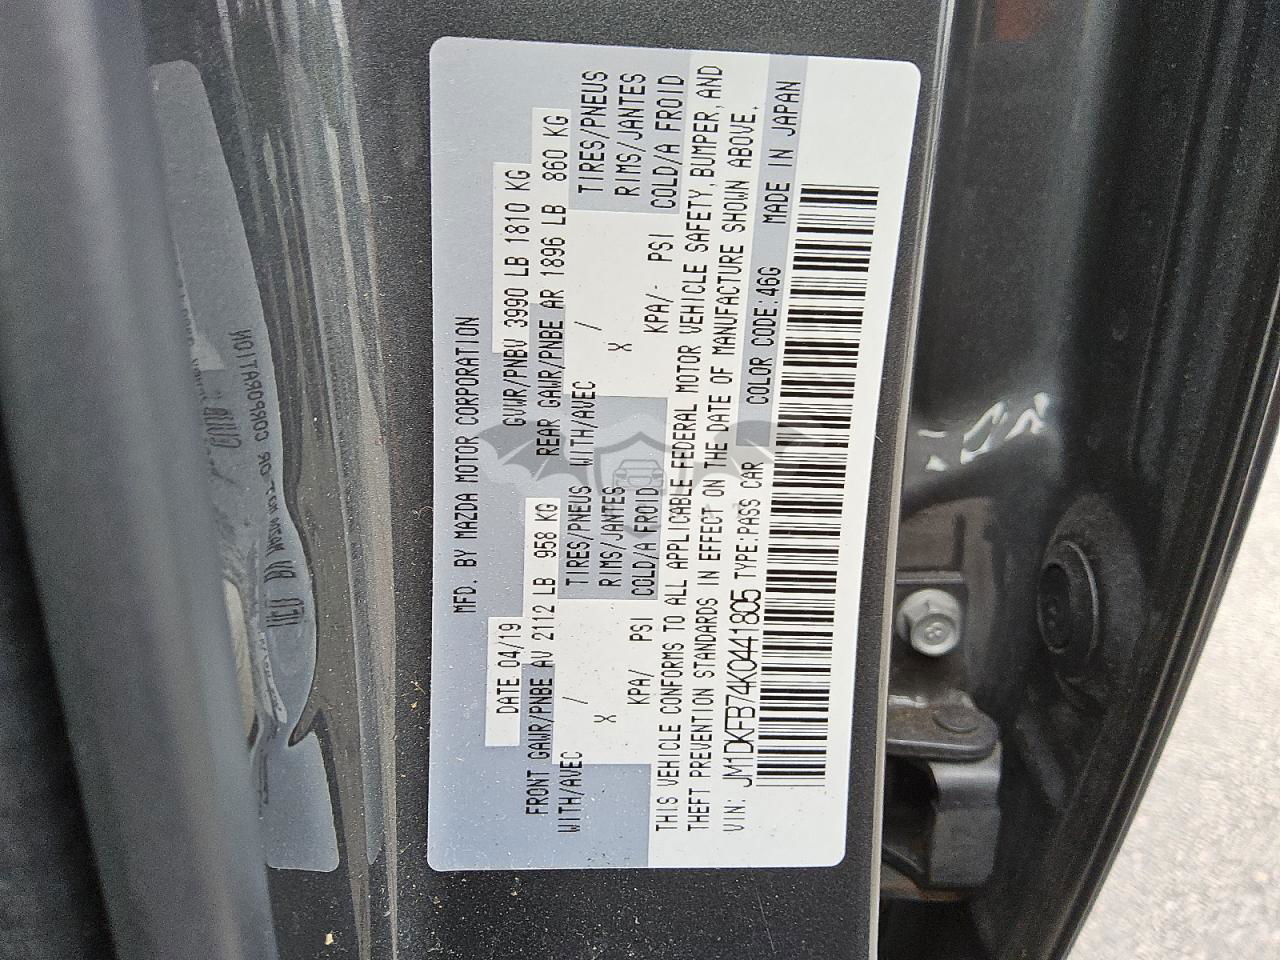 MFD. BY MAZDA MOTOR CORPORATION
DATE 04/19 GVWR/PNBV 3990 LB 1810 KG
FRONT GAWR/PNBE AV 2112 LB 958 KG REAR GAWR/PNBE AR 1896 LB 860 KG
WITH/AVEC / TIRES/PNEUS WITH/AVEC / TIRES/PNEUS
X RIMS/JANTES X RIMS/JANTES
KPA/ PSI COLD/A FROID KPA/- PSI COLD/A FROID
THIS VEHICLE CONFORMS TO ALL APPLICABLE FEDERAL MOTOR VEHICLE SAFETY, BUMPER, AND
THEFT PREVENTION STANDARDS IN EFFECT ON THE DATE OF MANUFACTURE SHOWN ABOVE.
VIN: JM1DKFB74K0441805 TYPE:PASS CAR COLOR CODE:46G MADE IN JAPAN